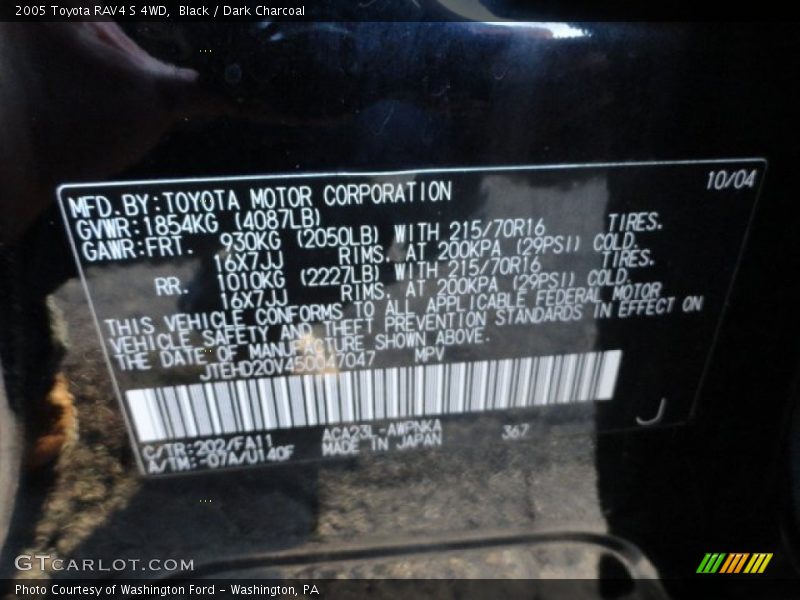 2005 Toyota RAV4 S 4WD,  Black / Dark Charcoal
10/04
MFD.BY:TOYOTA MOTOR CORPORATION
GVWR:1854KG (4087LB)
GAWR:FRT. 930KG (2050LB) WITH 215/70R16 TIRES.
16X7JJ RIMS. AT 200KPA (29PSI) COLD.
RR. 1010KG (2227LB) WITH 215/70R16 TIRES.
16X7JJ RIMS. AT 200KPA (29PSI) COLD.
THIS VEHICLE CONFORMS TO ALL APPLICABLE FEDERAL MOTOR
VEHICLE SAFETY AND THEFT PREVENTION STANDARDS IN EFFECT ON
THE DATE OF MANUFACTURE SHOWN ABOVE.
JTEHD20V450047047 MPV
C/TR:202/FA11 ACA23L-AWPNKA 367 J
A/TM:-07A/U140F MADE IN JAPAN
GTCARLOT.COM
Photo Courtesy of Washington Ford - Washington, PA